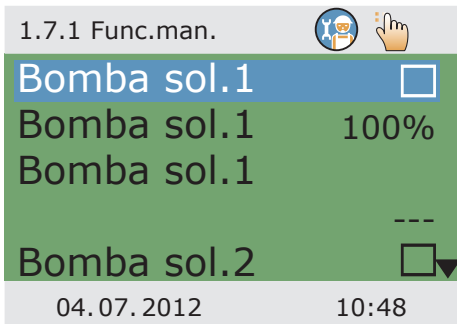 1.7.1 Func.man.
Bomba sol.1
Bomba sol.1 100%
Bomba sol.1
---
Bomba sol.2
04.07.2012 10:48